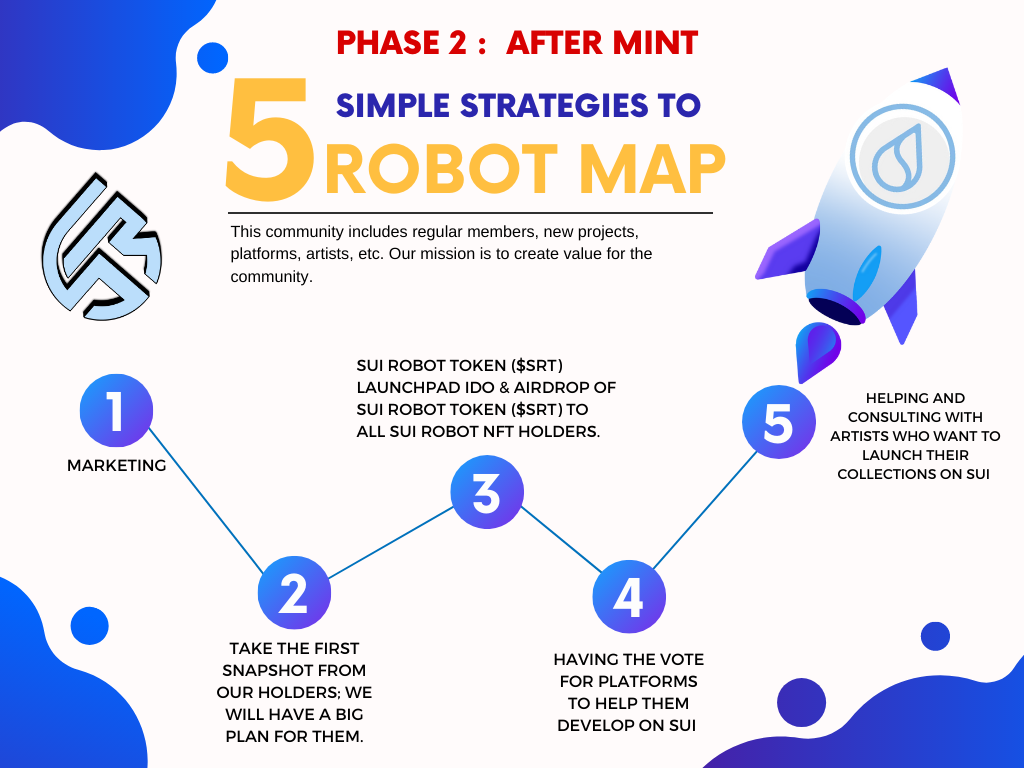 PHASE 2 : AFTER MINT
5
SIMPLE STRATEGIES TO
ROBOT MAP
This community includes regular members, new projects,
platforms, artists, etc. Our mission is to create value for the
community.
1
MARKETING
2
TAKE THE FIRST
SNAPSHOT FROM
OUR HOLDERS; WE
WILL HAVE A BIG
PLAN FOR THEM.
SUI ROBOT TOKEN ($SRT)
LAUNCHPAD IDO & AIRDROP OF
SUI ROBOT TOKEN ($SRT) TO
ALL SUI ROBOT NFT HOLDERS.
3
4
HAVING THE VOTE
FOR PLATFORMS
TO HELP THEM
DEVELOP ON SUI
5
HELPING AND
CONSULTING WITH
ARTISTS WHO WANT TO
LAUNCH THEIR
COLLECTIONS ON SUI